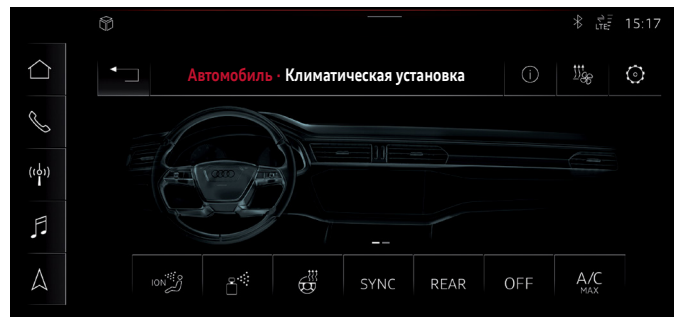 LTE 15:17
Автомобиль · Климатическая установка
ION SYNC REAR OFF A/C
MAX